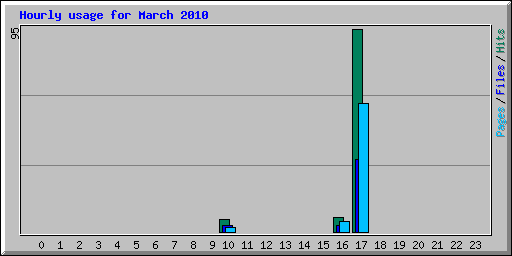 Hourly usage for March 2010
95
Pages/Files/Hits
0 1 2 3 4 5 6 7 8 9 10 11 12 13 14 15 16 17 18 19 20 21 22 23